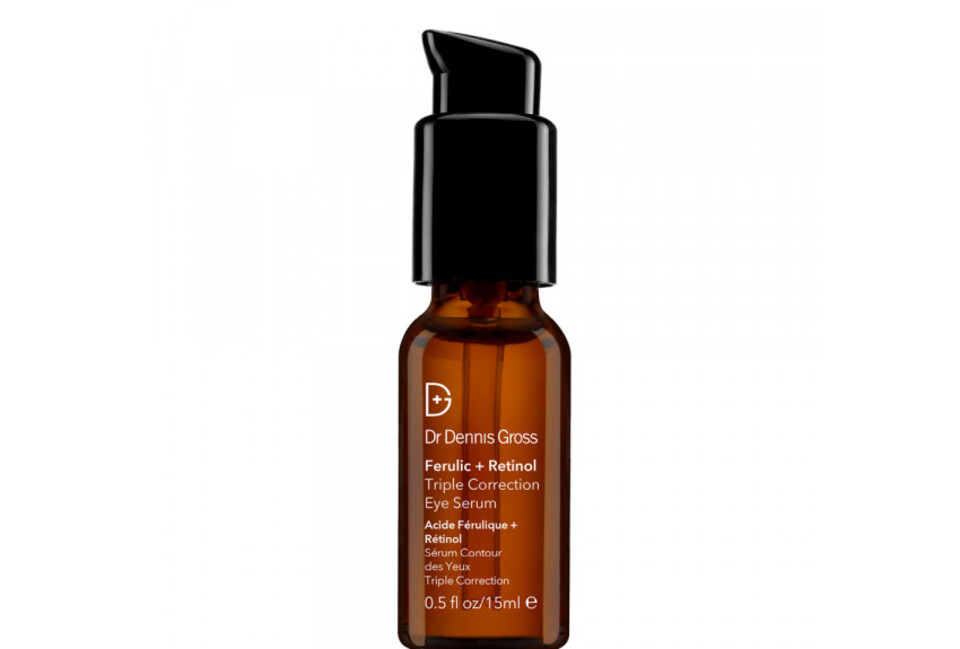 Dr Dennis Gross
Ferulic + Retinol
Triple Correction
Eye Serum
Acide Férulique +
Rétinol
Sérum Contour
des Yeux
Triple Correction
0.5 fl oz/15ml ℮